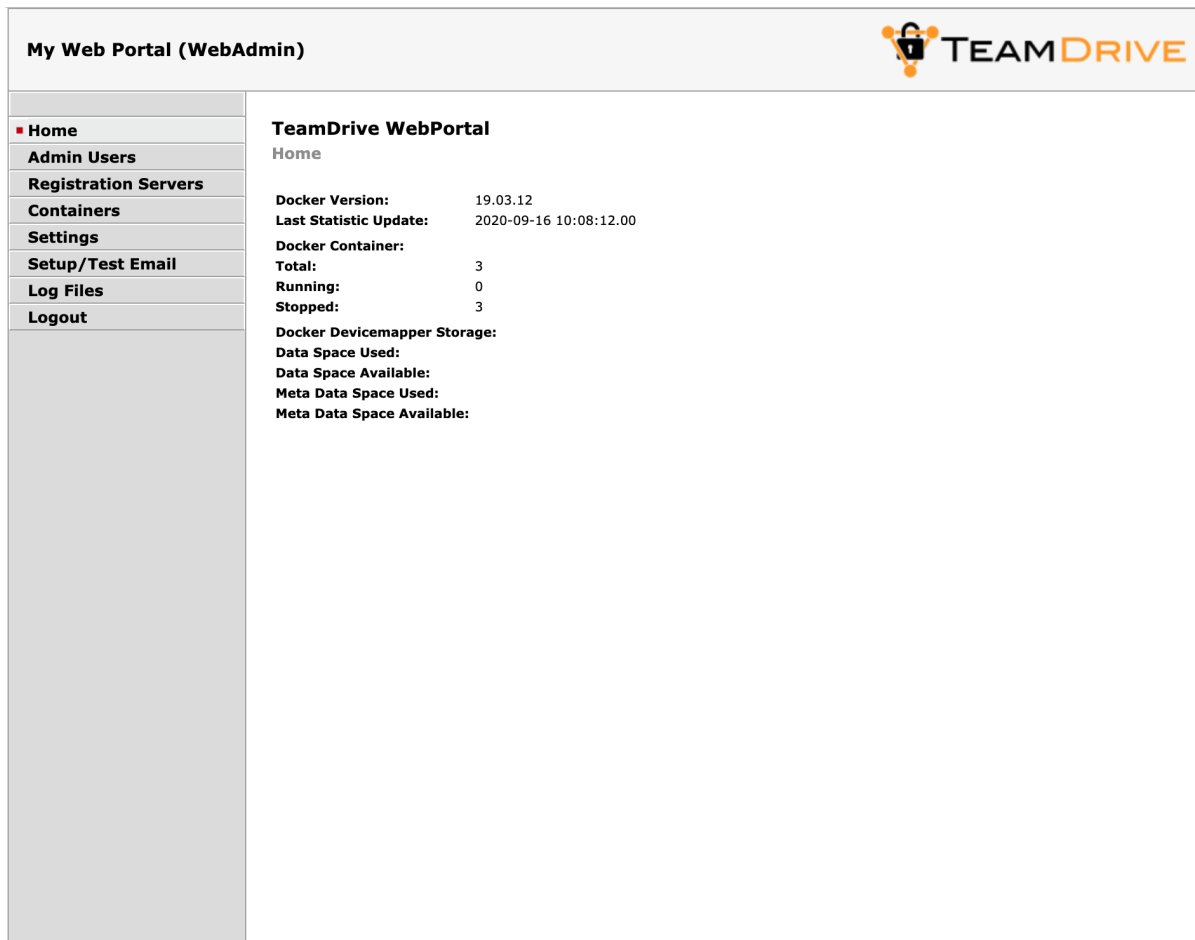 My Web Portal (WebAdmin)
TEAMDRIVE
Home
Admin Users
Registration Servers
Containers
Settings
Setup/Test Email
Log Files
Logout
TeamDrive WebPortal
Home
Docker Version: 19.03.12
Last Statistic Update: 2020-09-16 10:08:12.00
Docker Container:
Total: 3
Running: 0
Stopped: 3
Docker Devicemapper Storage:
Data Space Used:
Data Space Available:
Meta Data Space Used:
Meta Data Space Available: